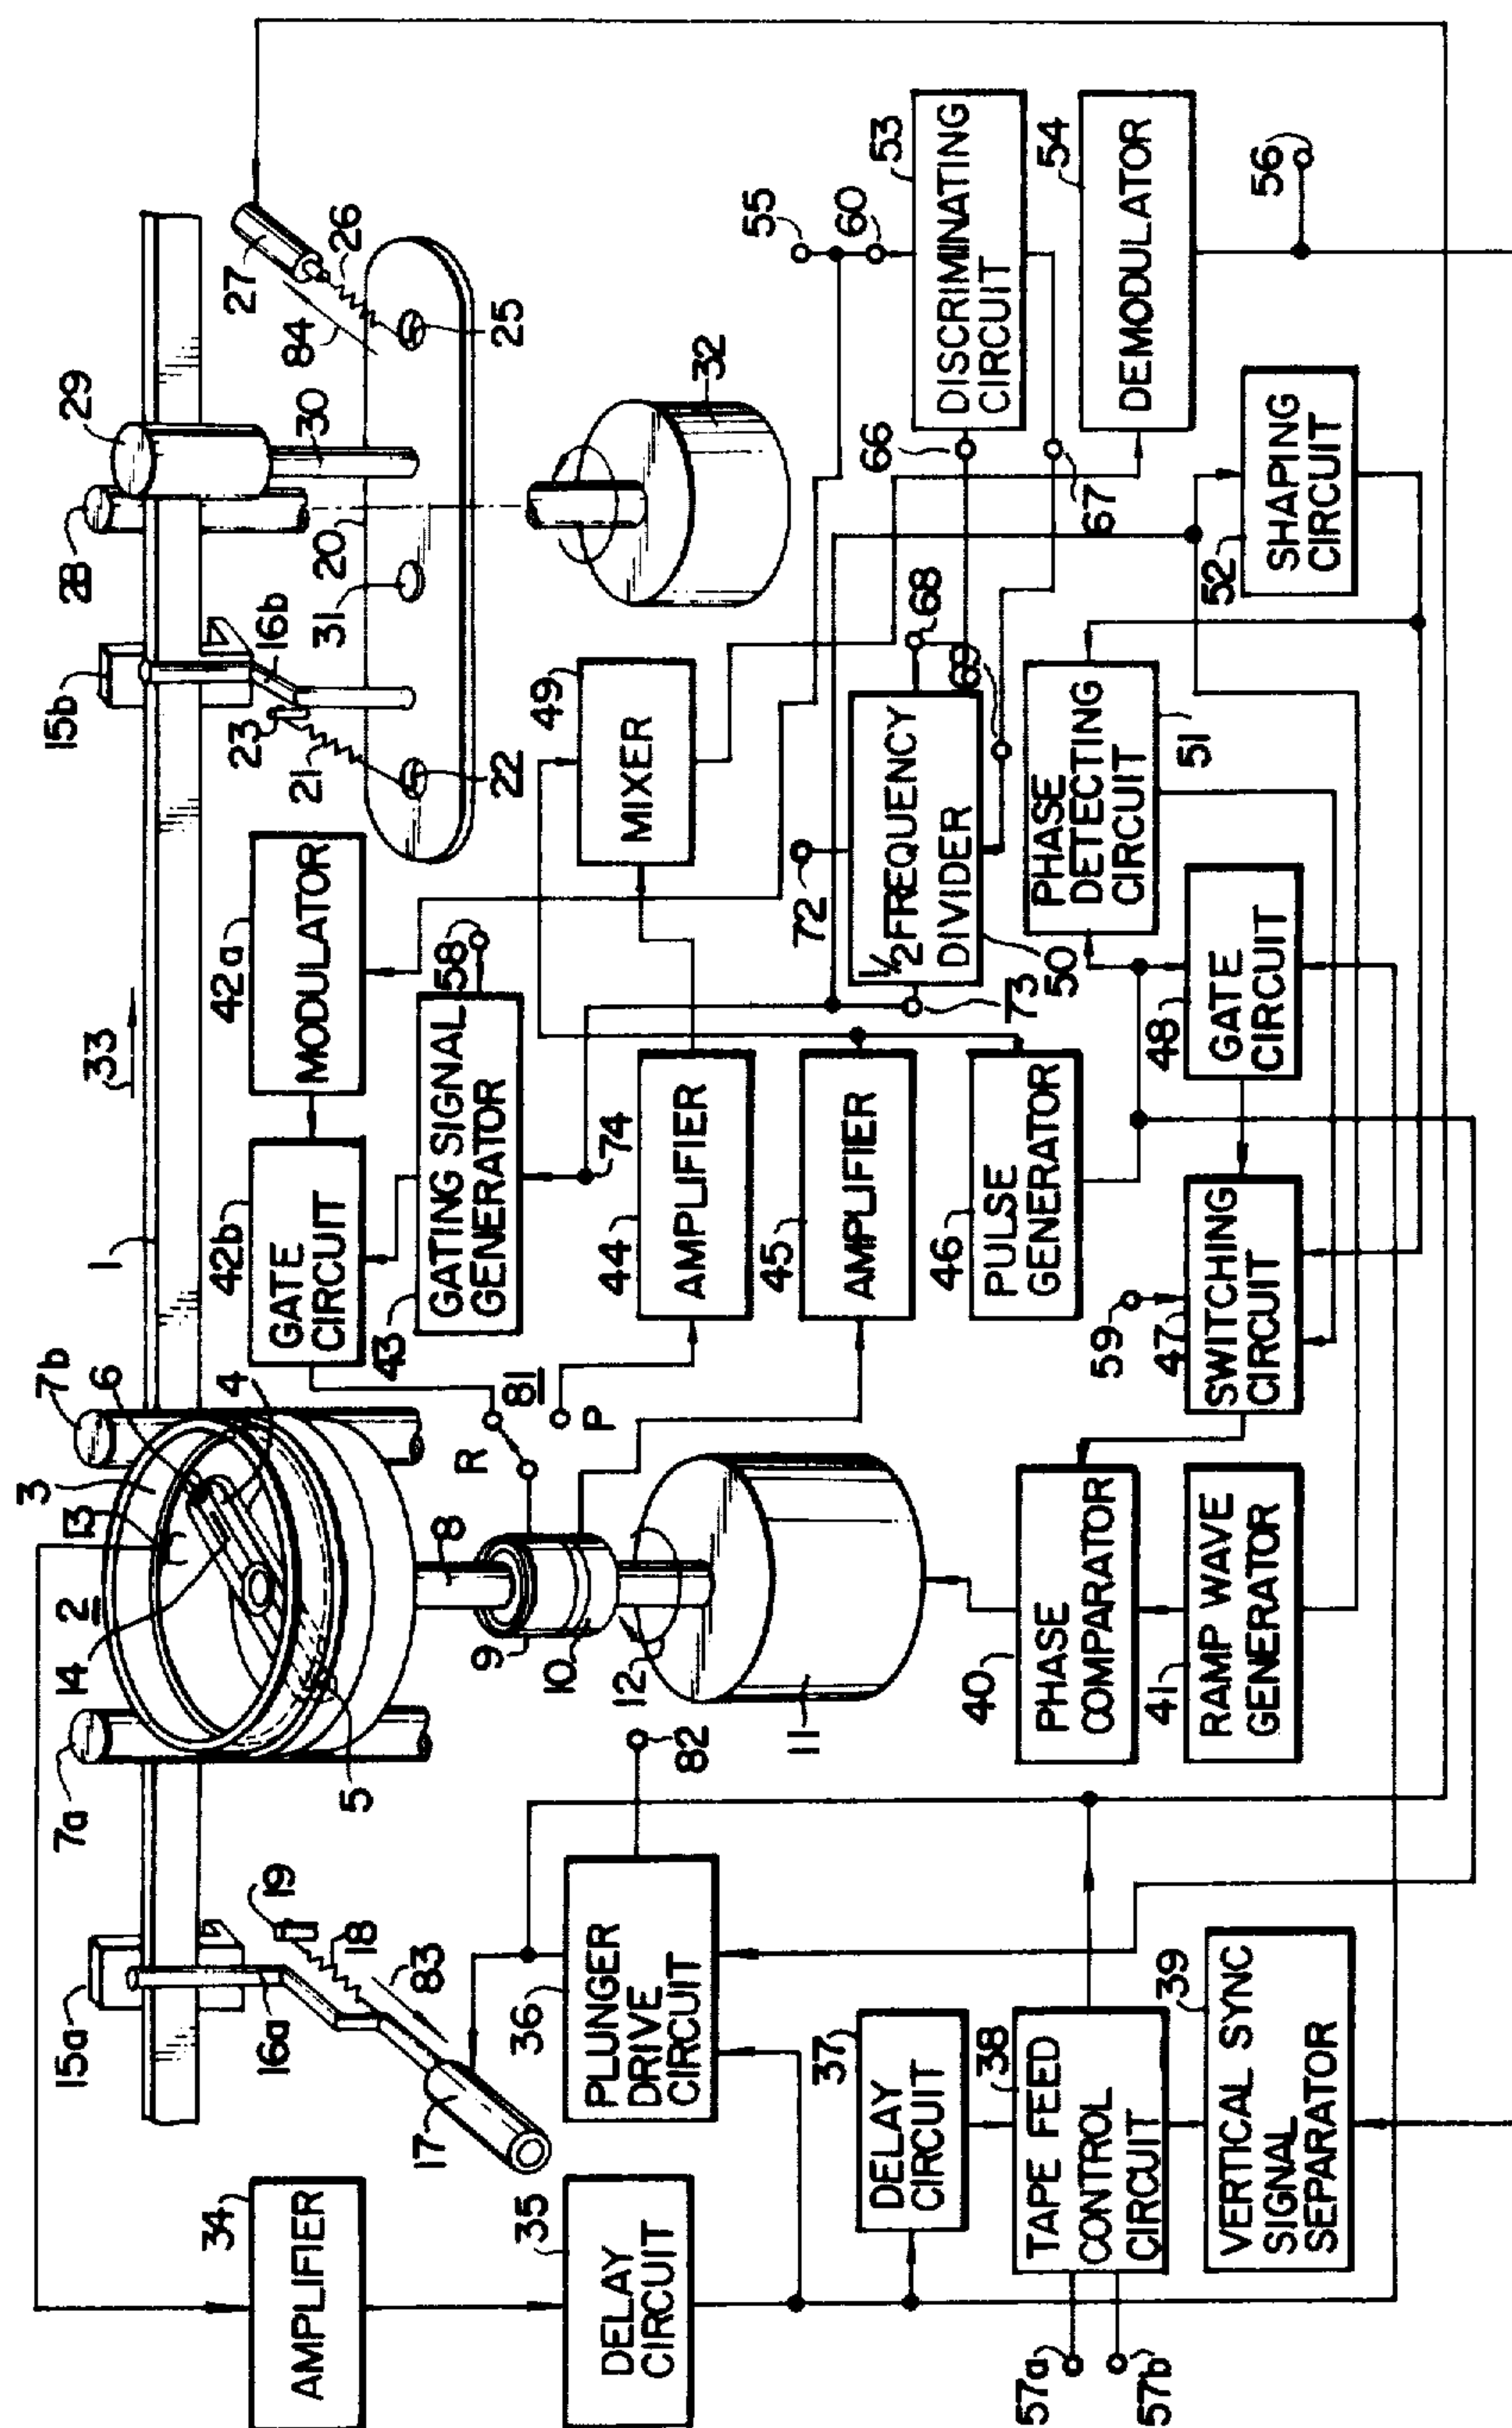 33
1
15b
28
29
16b
23
21
22
31
20
30
84
26
27
25
32
7b
6
4
3
13
2
14
7a
5
15a
16a
19
18
83
17
8
9
10
12
11
R
81
P
42a
MODULATOR
42b
GATE
CIRCUIT
58
43
GATING SIGNAL
GENERATOR
74
44
AMPLIFIER
45
AMPLIFIER
46
PULSE
GENERATOR
49
MIXER
72
1/2 FREQUENCY
DIVIDER
50
73
68
69
66
67
55
60
53
DISCRIMINATING
CIRCUIT
54
DEMODULATOR
56
52
SHAPING
CIRCUIT
PHASE
DETECTING
CIRCUIT
51
48
GATE
CIRCUIT
59
47
SWITCHING
CIRCUIT
40
PHASE
COMPARATOR
41
RAMP WAVE
GENERATOR
82
36
PLUNGER
DRIVE
CIRCUIT
34
AMPLIFIER
35
DELAY
CIRCUIT
37
DELAY
CIRCUIT
38
TAPE FEED
CONTROL
CIRCUIT
39
VERTICAL SYNC
SIGNAL
SEPARATOR
57a
57b